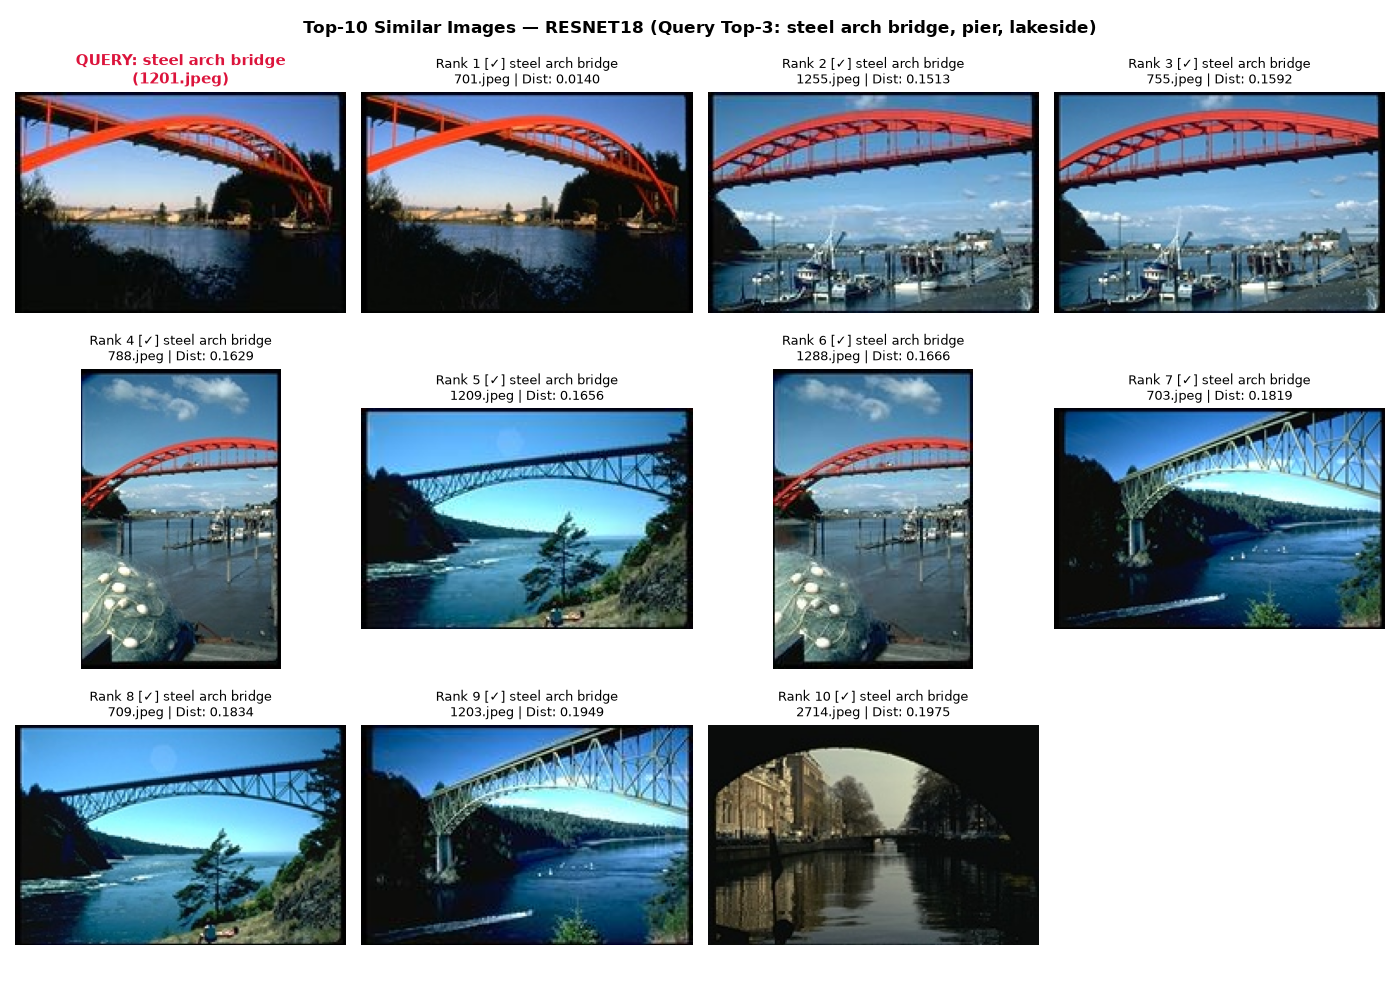 Top-10 Similar Images — RESNET18 (Query Top-3: steel arch bridge, pier, lakeside)
QUERY: steel arch bridge
(1201.jpeg)
Rank 1 [✓] steel arch bridge
701.jpeg | Dist: 0.0140
Rank 2 [✓] steel arch bridge
1255.jpeg | Dist: 0.1513
Rank 3 [✓] steel arch bridge
755.jpeg | Dist: 0.1592
Rank 4 [✓] steel arch bridge
788.jpeg | Dist: 0.1629
Rank 5 [✓] steel arch bridge
1209.jpeg | Dist: 0.1656
Rank 6 [✓] steel arch bridge
1288.jpeg | Dist: 0.1666
Rank 7 [✓] steel arch bridge
703.jpeg | Dist: 0.1819
Rank 8 [✓] steel arch bridge
709.jpeg | Dist: 0.1834
Rank 9 [✓] steel arch bridge
1203.jpeg | Dist: 0.1949
Rank 10 [✓] steel arch bridge
2714.jpeg | Dist: 0.1975